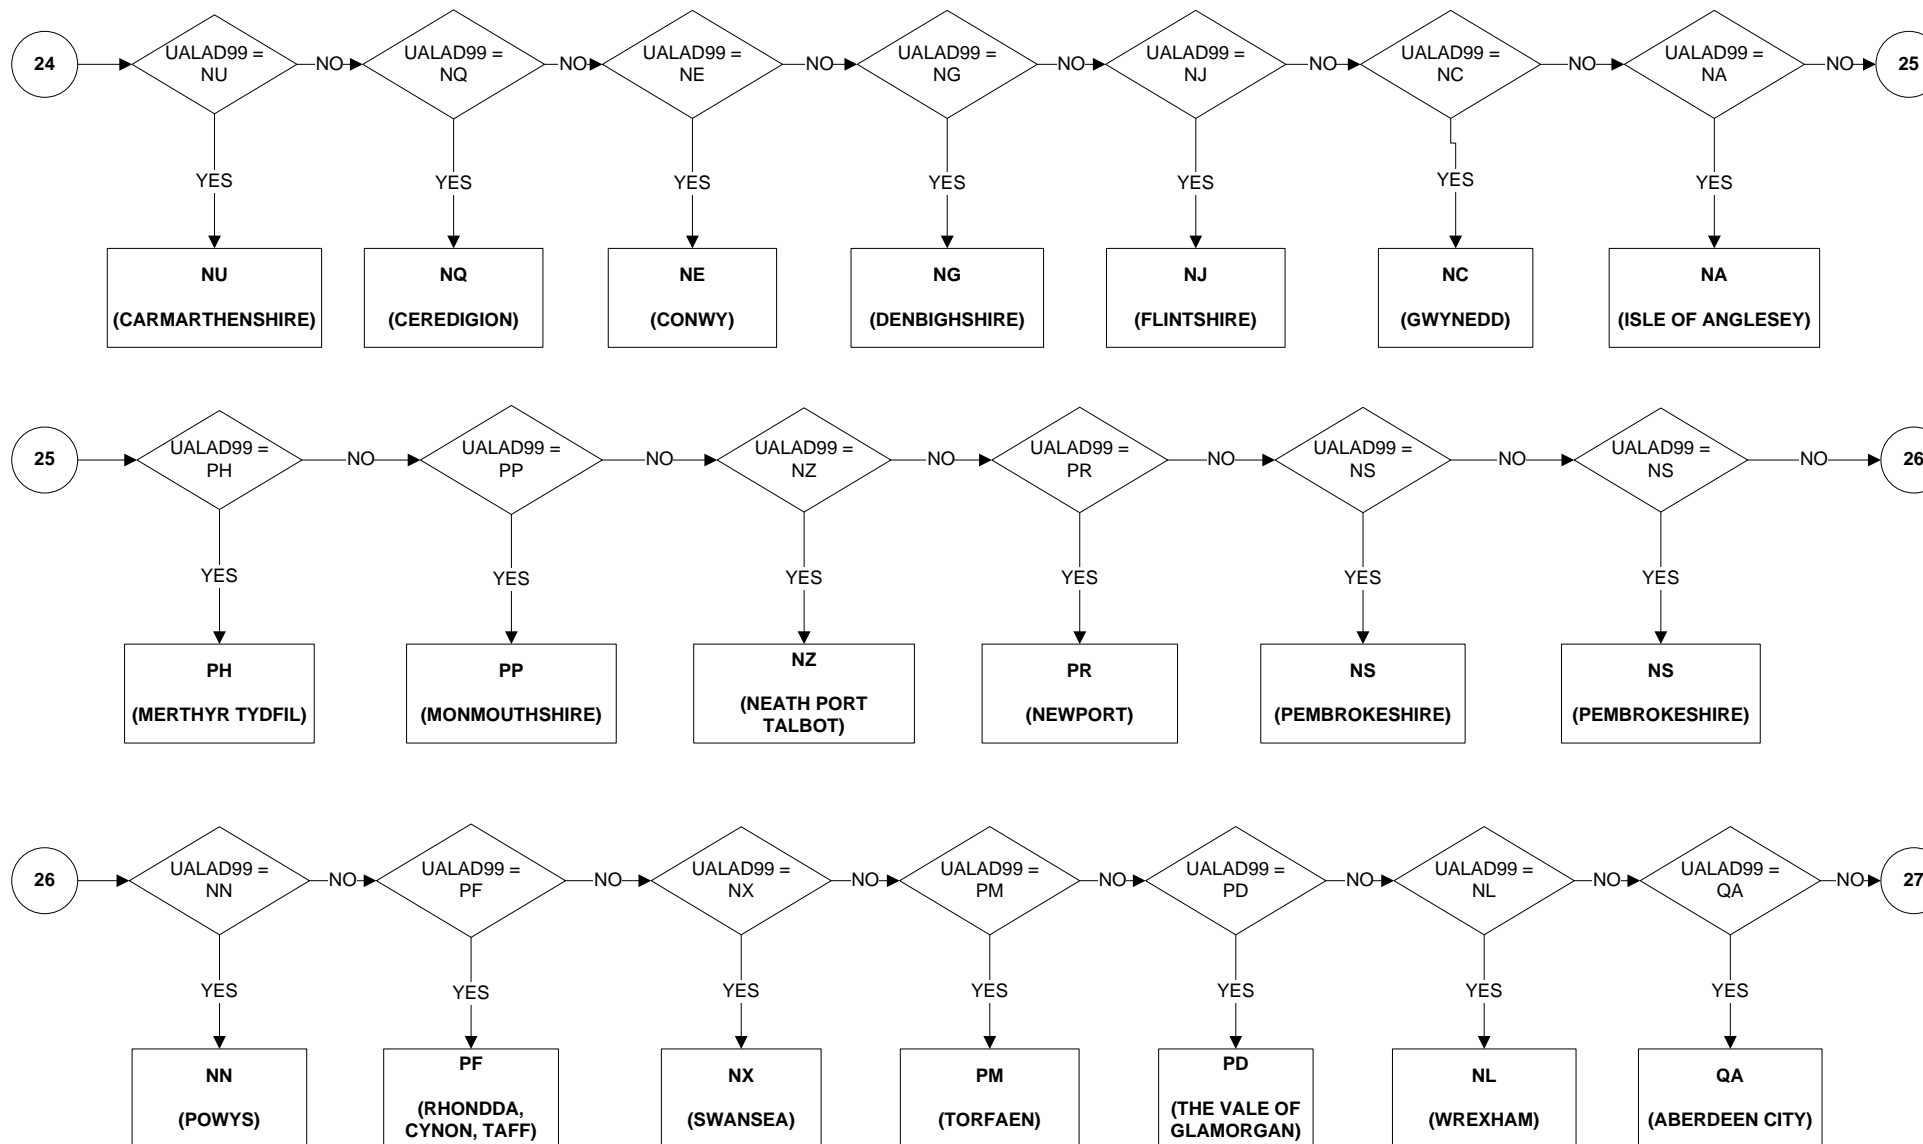 24
UALAD99 =
NU
NO
UALAD99 =
NQ
NO
UALAD99 =
NE
NO
UALAD99 =
NG
NO
UALAD99 =
NJ
NO
UALAD99 =
NC
NO
UALAD99 =
NA
NO
25
YES
YES
YES
YES
YES
YES
YES
NU
(CARMARTHENSHIRE)
NQ
(CEREDIGION)
NE
(CONWY)
NG
(DENBIGHSHIRE)
NJ
(FLINTSHIRE)
NC
(GWYNEDD)
NA
(ISLE OF ANGLESEY)
25
UALAD99 =
PH
NO
UALAD99 =
PP
NO
UALAD99 =
NZ
NO
UALAD99 =
PR
NO
UALAD99 =
NS
NO
UALAD99 =
NS
NO
26
YES
YES
YES
YES
YES
YES
PH
(MERTHYR TYDFIL)
PP
(MONMOUTHSHIRE)
NZ
(NEATH PORT
TALBOT)
PR
(NEWPORT)
NS
(PEMBROKESHIRE)
NS
(PEMBROKESHIRE)
26
UALAD99 =
NN
NO
UALAD99 =
PF
NO
UALAD99 =
NX
NO
UALAD99 =
PM
NO
UALAD99 =
PD
NO
UALAD99 =
NL
NO
UALAD99 =
QA
NO
27
YES
YES
YES
YES
YES
YES
YES
NN
(POWYS)
PF
(RHONDDA,
CYNON, TAFF)
NX
(SWANSEA)
PM
(TORFAEN)
PD
(THE VALE OF
GLAMORGAN)
NL
(WREXHAM)
QA
(ABERDEEN CITY)